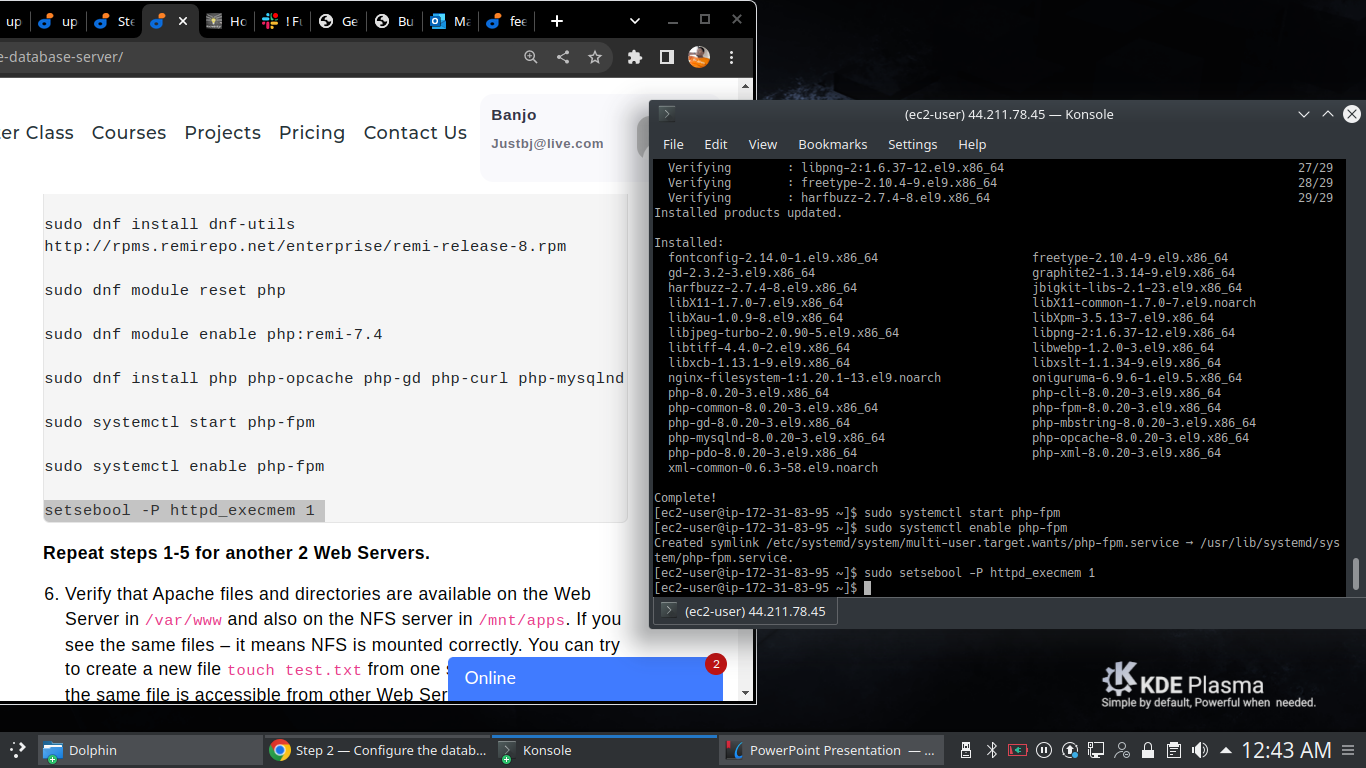 up
up
Ste
Ho
! Fu
Ge
Bu
Ma
fee
e-database-server/
er Class Courses Projects Pricing Contact Us
Banjo
Justbj@live.com
sudo dnf install dnf-utils
http://rpms.remirepo.net/enterprise/remi-release-8.rpm
sudo dnf module reset php
sudo dnf module enable php:remi-7.4
sudo dnf install php php-opcache php-gd php-curl php-mysqlnd
sudo systemctl start php-fpm
sudo systemctl enable php-fpm
setsebool -P httpd_execmem 1
Repeat steps 1-5 for another 2 Web Servers.
6. Verify that Apache files and directories are available on the Web
Server in /var/www and also on the NFS server in /mnt/apps. If you
see the same files – it means NFS is mounted correctly. You can try
to create a new file touch test.txt from one s
the same file is accessible from other Web Ser
Online
2
(ec2-user) 44.211.78.45 — Konsole
File Edit View Bookmarks Settings Help
Verifying : libpng-2:1.6.37-12.el9.x86_64 27/29
Verifying : freetype-2.10.4-9.el9.x86_64 28/29
Verifying : harfbuzz-2.7.4-8.el9.x86_64 29/29
Installed products updated.
Installed:
fontconfig-2.14.0-1.el9.x86_64 freetype-2.10.4-9.el9.x86_64
gd-2.3.2-3.el9.x86_64 graphite2-1.3.14-9.el9.x86_64
harfbuzz-2.7.4-8.el9.x86_64 jbigkit-libs-2.1-23.el9.x86_64
libX11-1.7.0-7.el9.x86_64 libX11-common-1.7.0-7.el9.noarch
libXau-1.0.9-8.el9.x86_64 libXpm-3.5.13-7.el9.x86_64
libjpeg-turbo-2.0.90-5.el9.x86_64 libpng-2:1.6.37-12.el9.x86_64
libtiff-4.4.0-2.el9.x86_64 libwebp-1.2.0-3.el9.x86_64
libxcb-1.13.1-9.el9.x86_64 libxslt-1.1.34-9.el9.x86_64
nginx-filesystem-1:1.20.1-13.el9.noarch oniguruma-6.9.6-1.el9.5.x86_64
php-8.0.20-3.el9.x86_64 php-cli-8.0.20-3.el9.x86_64
php-common-8.0.20-3.el9.x86_64 php-fpm-8.0.20-3.el9.x86_64
php-gd-8.0.20-3.el9.x86_64 php-mbstring-8.0.20-3.el9.x86_64
php-mysqlnd-8.0.20-3.el9.x86_64 php-opcache-8.0.20-3.el9.x86_64
php-pdo-8.0.20-3.el9.x86_64 php-xml-8.0.20-3.el9.x86_64
xml-common-0.6.3-58.el9.noarch
Complete!
[ec2-user@ip-172-31-83-95 ~]$ sudo systemctl start php-fpm
[ec2-user@ip-172-31-83-95 ~]$ sudo systemctl enable php-fpm
Created symlink /etc/systemd/system/multi-user.target.wants/php-fpm.service → /usr/lib/systemd/sys
tem/php-fpm.service.
[ec2-user@ip-172-31-83-95 ~]$ sudo setsebool -P httpd_execmem 1
[ec2-user@ip-172-31-83-95 ~]$
(ec2-user) 44.211.78.45
KDE Plasma
Simple by default, Powerful when needed.
Dolphin
Step 2 — Configure the datab...
Konsole
PowerPoint Presentation — ...
12:43 AM